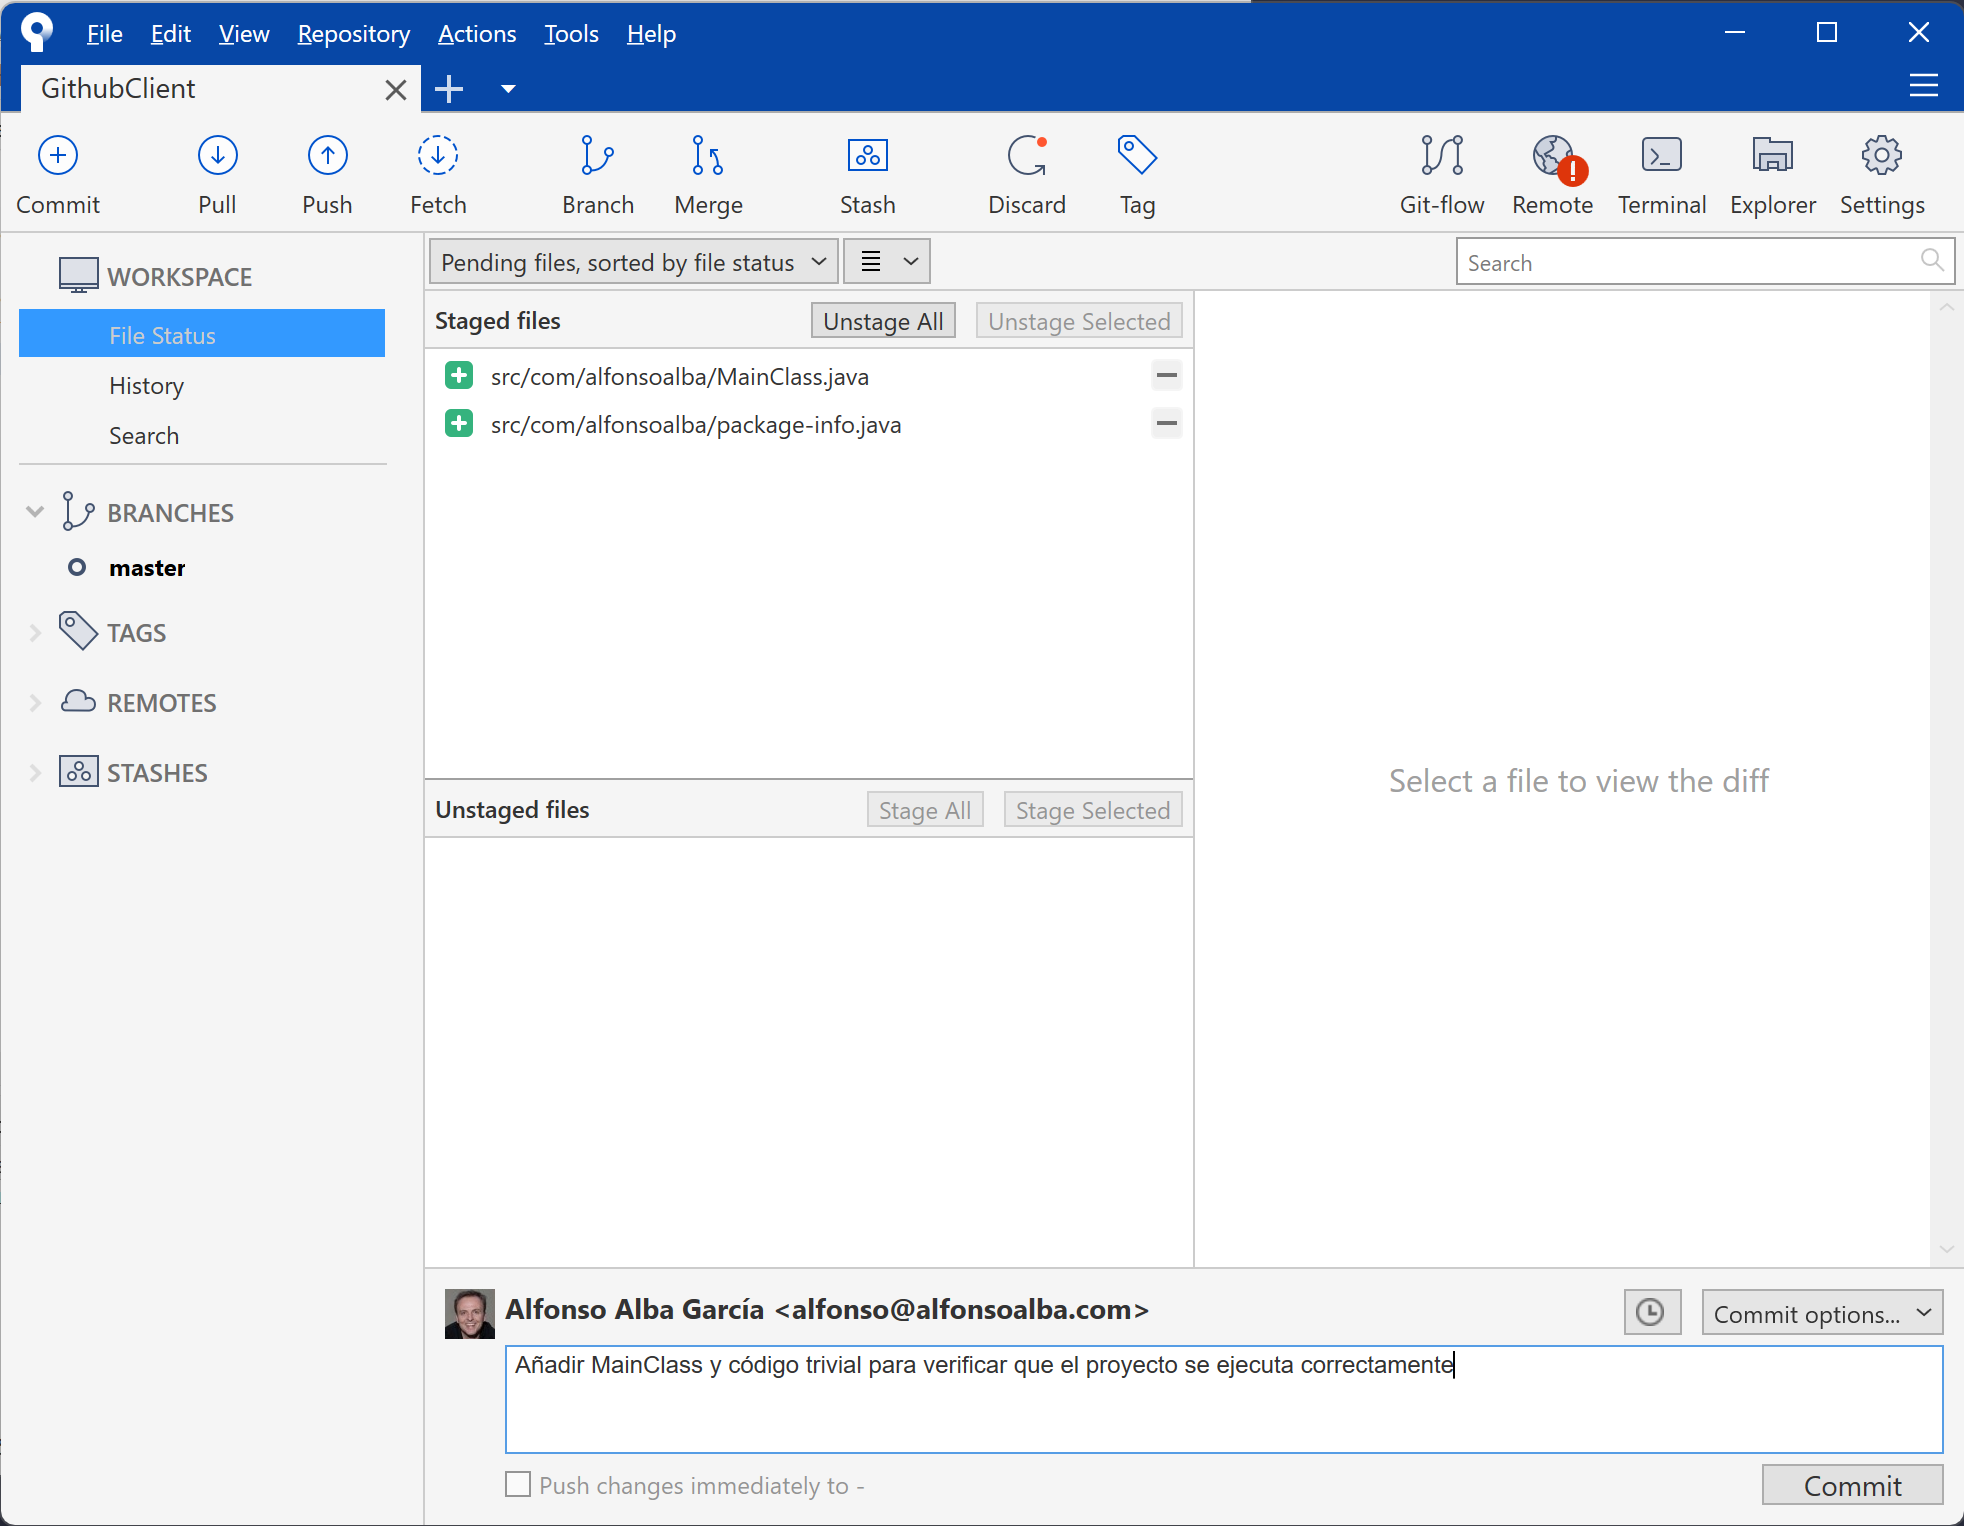 File Edit View Repository Actions Tools Help
GithubClient
Commit Pull Push Fetch Branch Merge Stash Discard Tag Git-flow Remote Terminal Explorer Settings
WORKSPACE
File Status
History
Search
BRANCHES
master
TAGS
REMOTES
STASHES
Pending files, sorted by file status
Search
Staged files Unstage All Unstage Selected
src/com/alfonsoalba/MainClass.java
src/com/alfonsoalba/package-info.java
Unstaged files Stage All Stage Selected
Select a file to view the diff
Alfonso Alba García <alfonso@alfonsoalba.com>
Commit options...
Añadir MainClass y código trivial para verificar que el proyecto se ejecuta correctamente
Push changes immediately to -
Commit